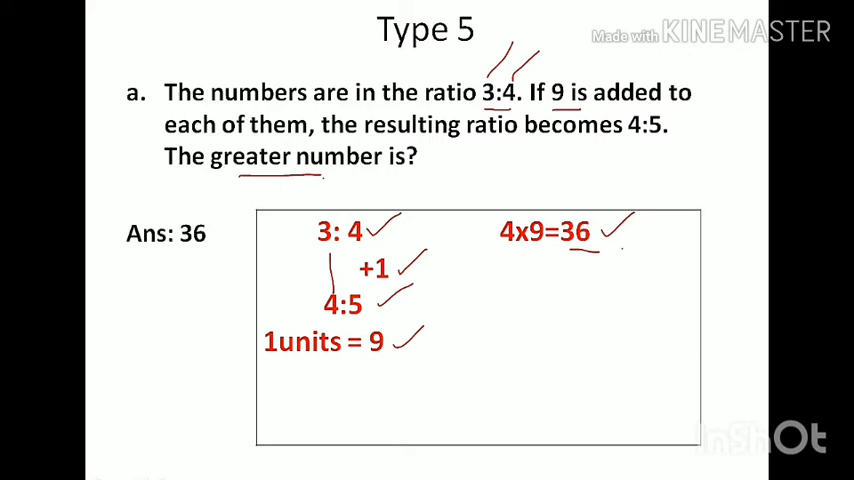 Type 5
Made with KINEMASTER
a. The numbers are in the ratio 3:4. If 9 is added to
each of them, the resulting ratio becomes 4:5.
The greater number is?
Ans: 36
3: 4
+1
4:5
1units = 9
4x9=36
InShOt